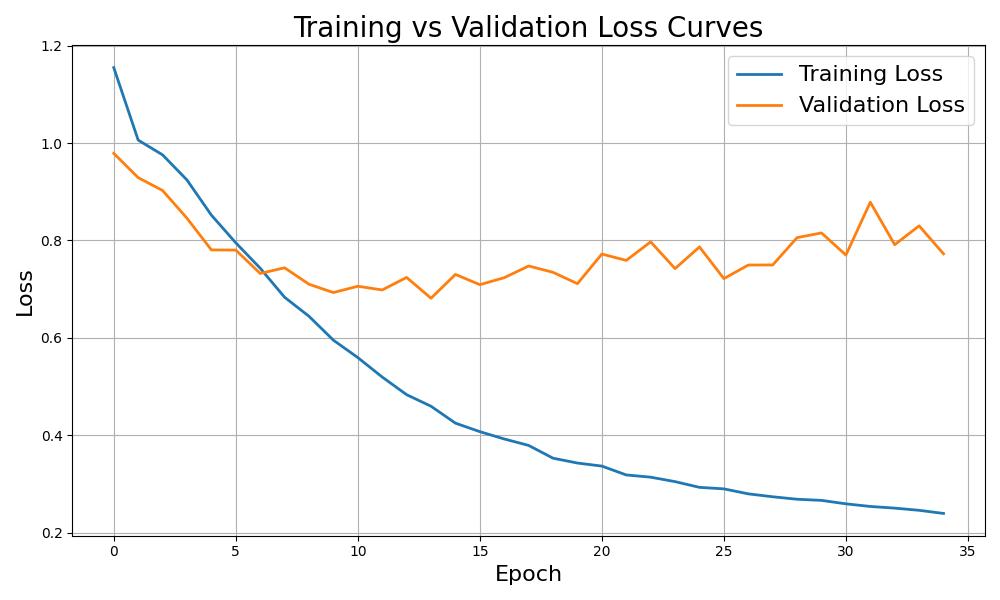 Training vs Validation Loss Curves
1.2
1.0
0.8
0.6
0.4
0.2
Loss
Training Loss
Validation Loss
0 5 10 15 20 25 30 35
Epoch